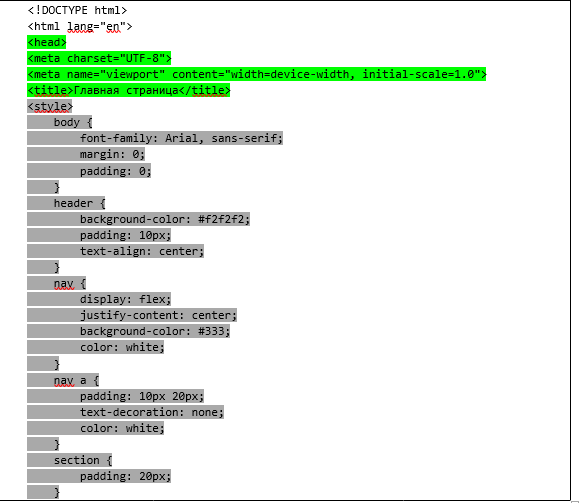 <!DOCTYPE html>
<html lang="en">
<head>
<meta charset="UTF-8">
<meta name="viewport" content="width=device-width, initial-scale=1.0">
<title>Главная страница</title>
<style>
    body {
        font-family: Arial, sans-serif;
        margin: 0;
        padding: 0;
    }
    header {
        background-color: #f2f2f2;
        padding: 10px;
        text-align: center;
    }
    nav {
        display: flex;
        justify-content: center;
        background-color: #333;
        color: white;
    }
    nav a {
        padding: 10px 20px;
        text-decoration: none;
        color: white;
    }
    section {
        padding: 20px;
    }